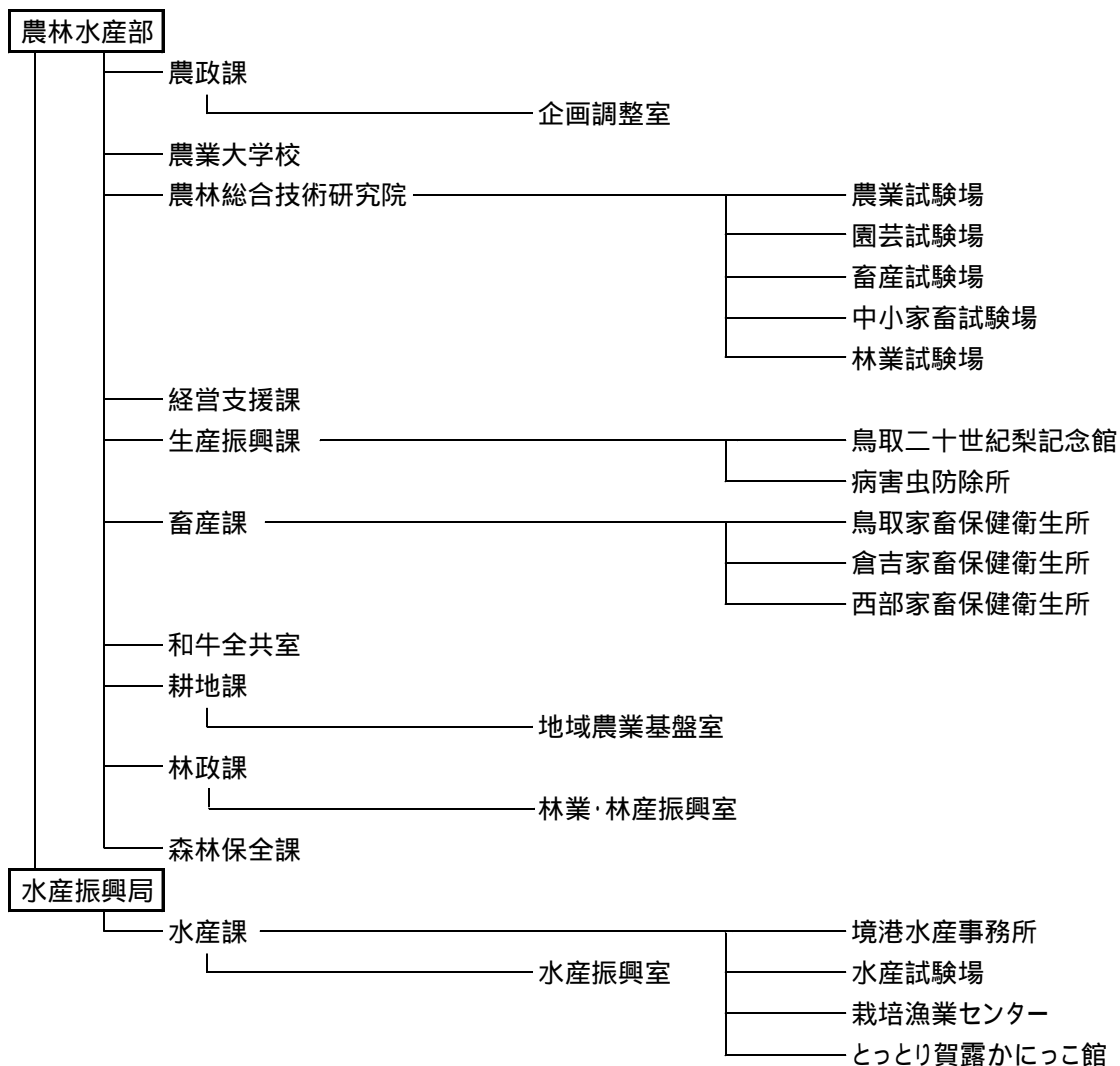 農林水産部
農政課
企画調整室
農業大学校
農林総合技術研究院 農業試験場
園芸試験場
畜産試験場
中小家畜試験場
林業試験場
経営支援課
生産振興課 鳥取二十世紀梨記念館
病害虫防除所
畜産課 鳥取家畜保健衛生所
倉吉家畜保健衛生所
西部家畜保健衛生所
和牛全共室
耕地課
地域農業基盤室
林政課
林業・林産振興室
森林保全課
水産振興局
水産課 境港水産事務所
水産振興室 水産試験場
栽培漁業センター
とっとり賀露かにっこ館